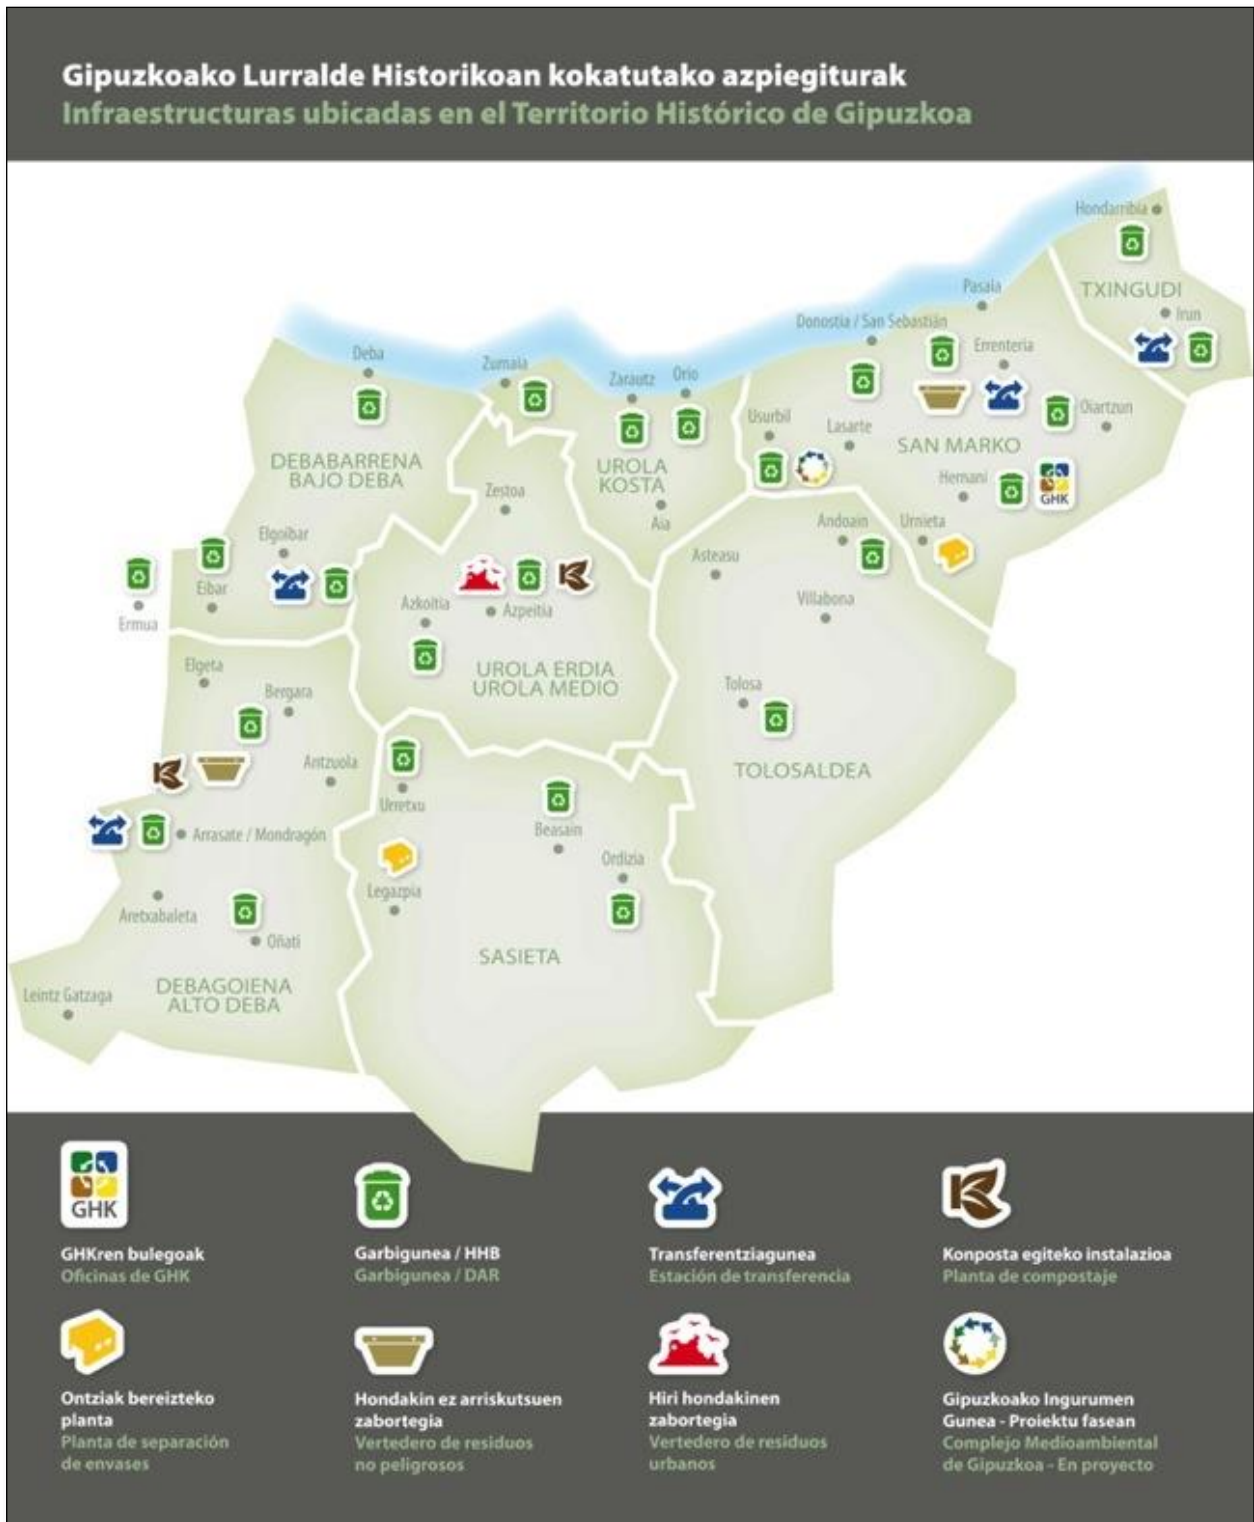 Gipuzkoako Lurralde Historikoan kokatutako azpiegiturak
Infraestructuras ubicadas en el Territorio Histórico de Gipuzkoa
Hondarribia
TXINGUDI
Irun
Pasaia
Donostia / San Sebastián
Errenteria
Oiartzun
Deba
Zumaia
Zarautz
Orio
Usurbil
Lasarte
SAN MARKO
DEBABARRENA
BAJO DEBA
UROLA
KOSTA
Zestoa
Aia
Hernani
GHK
Andoain
Urnieta
Elgoibar
Asteasu
Eibar
Ermua
Azkoitia
Azpeitia
Villabona
Elgeta
Bergara
UROLA ERDIA
UROLA MEDIO
Tolosa
Antzuola
TOLOSALDEA
Urretxu
Beasain
Arrasate / Mondragón
Ordizia
Legazpia
Aretxabaleta
Oñati
SASIETA
DEBAGOIENA
ALTO DEBA
Leintz Gatzaga
GHK
GHKren bulegoak
Oficinas de GHK
Garbigunea / HHB
Garbigunea / DAR
Transferentziagunea
Estación de transferencia
Konposta egiteko instalazioa
Planta de compostaje
Ontziak bereizteko
planta
Planta de separación
de envases
Hondakin ez arriskutsuen
zabortegia
Vertedero de residuos
no peligrosos
Hiri hondakinen
zabortegia
Vertedero de residuos
urbanos
Gipuzkoako Ingurumen
Gunea - Proiektu fasean
Complejo Medioambiental
de Gipuzkoa - En proyecto